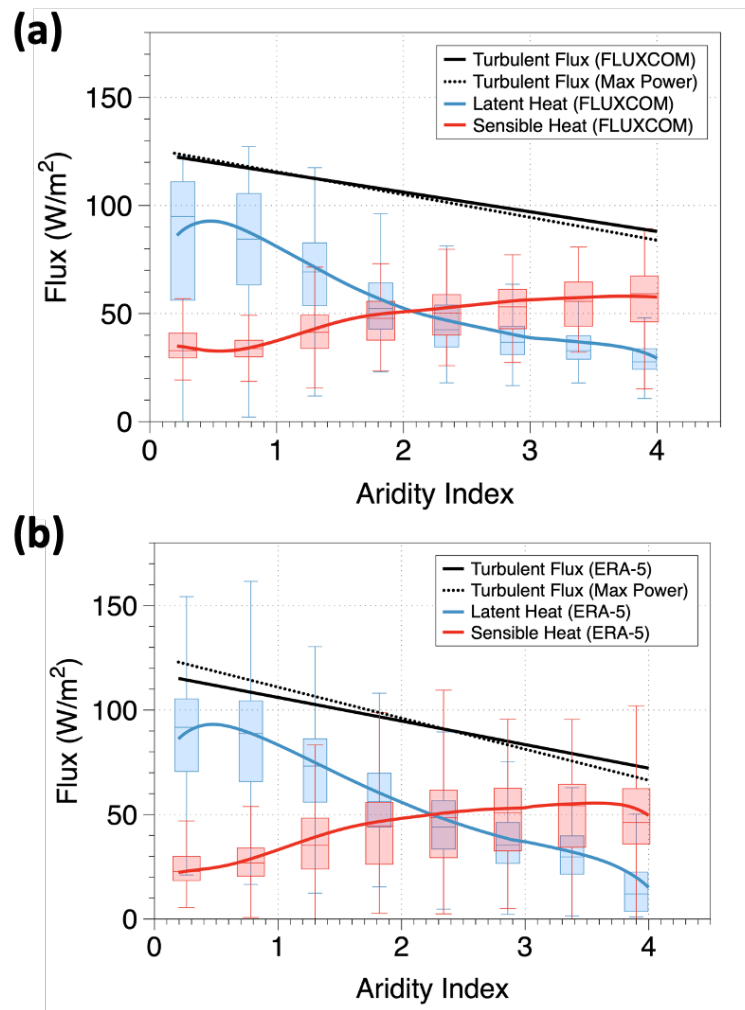 (a)
Turbulent Flux (FLUXCOM)
Turbulent Flux (Max Power)
Latent Heat (FLUXCOM)
Sensible Heat (FLUXCOM)
150
100
50
0
Flux (W/m²)
0 1 2 3 4
Aridity Index
(b)
Turbulent Flux (ERA-5)
Turbulent Flux (Max Power)
Latent Heat (ERA-5)
Sensible Heat (ERA-5)
150
100
50
0
Flux (W/m²)
0 1 2 3 4
Aridity Index